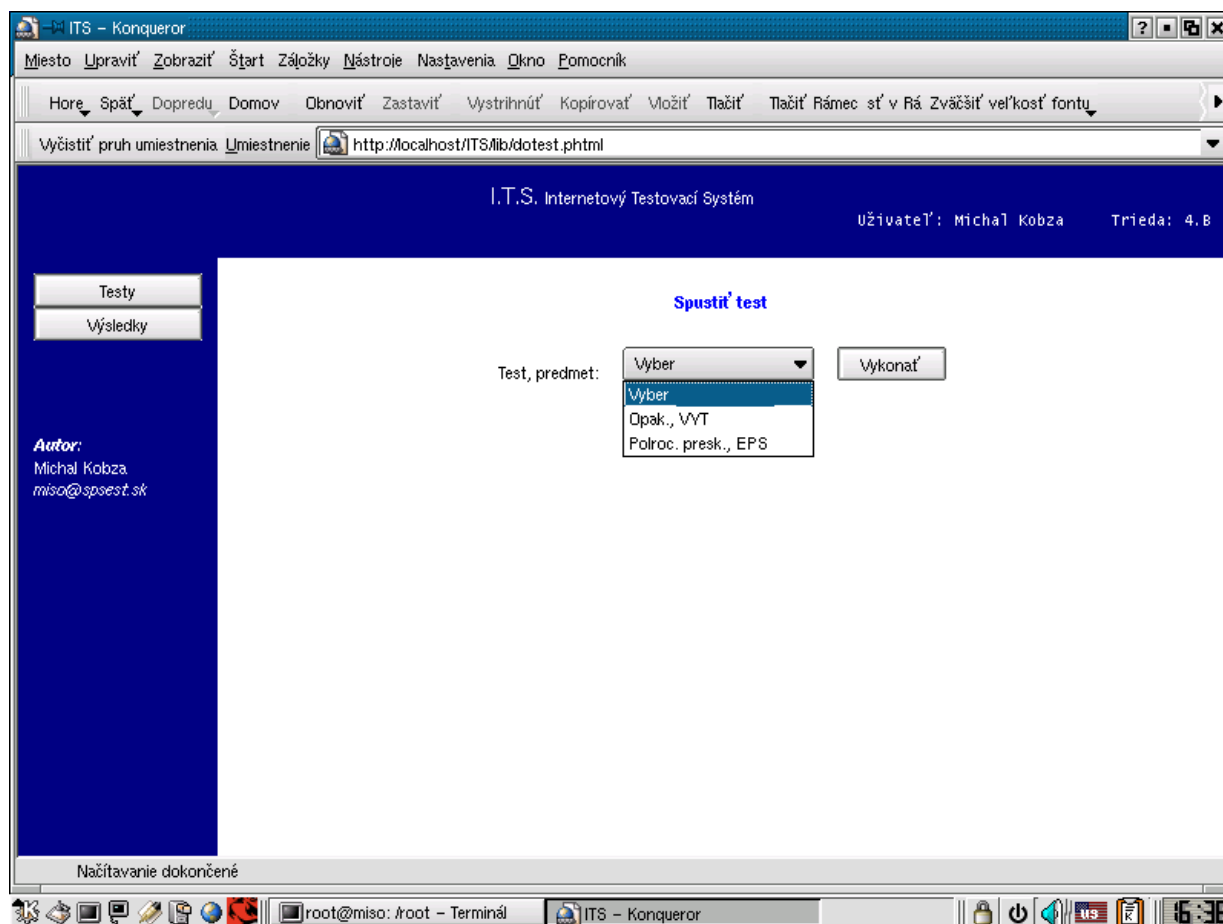 ITS – Konqueror
Miesto Upraviť Zobraziť Štart Záložky Nástroje Nastavenia Okno Pomocník
Hore Späť Dopredu Domov Obnoviť Zastaviť Vystrihnúť Kopírovať Vložiť Tlačiť Tlačiť Rámec sť v Rá Zväčšiť veľkosť fontu
Vyčistiť pruh umiestnenia Umiestnenie http://localhost/ITS/lib/dotest.phtml
I.T.S. Internetový Testovací Systém
Užívateľ: Michal Kobza Trieda: 4.B
Testy
Výsledky
Spustiť test
Test, predmet: Vyber Vykonať
Vyber
Opak., VYT
Polroc. presk., EPS
Autor:
Michal Kobza
miso@spsest.sk
Načítavanie dokončené
root@miso: /root – Terminál
ITS – Konqueror
US